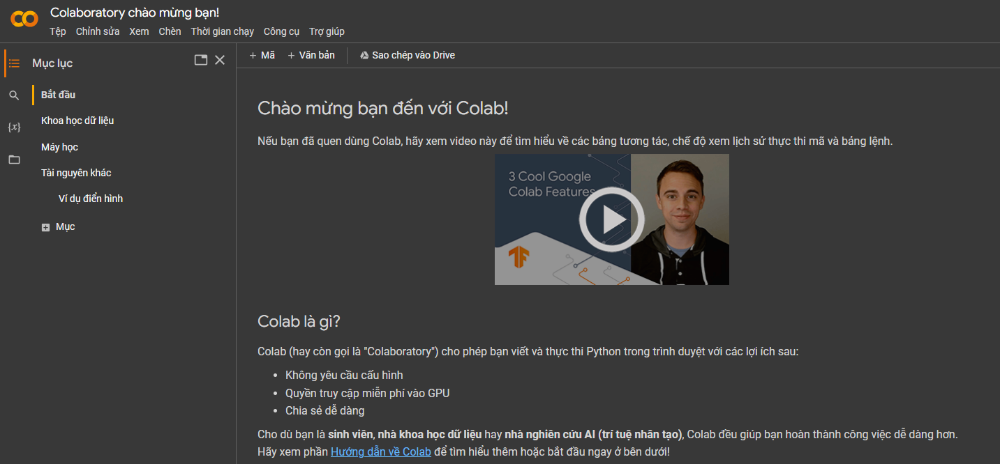 Colaboratory chào mừng bạn!
Tệp Chỉnh sửa Xem Chèn Thời gian chạy Công cụ Trợ giúp
Mục lục
Bắt đầu
Khoa học dữ liệu
Máy học
Tài nguyên khác
Ví dụ điển hình
Mục
+ Mã + Văn bản Sao chép vào Drive
Chào mừng bạn đến với Colab!
Nếu bạn đã quen dùng Colab, hãy xem video này để tìm hiểu về các bảng tương tác, chế độ xem lịch sử thực thi mã và bảng lệnh.
3 Cool Google
Colab Features
Colab là gì?
Colab (hay còn gọi là "Colaboratory") cho phép bạn viết và thực thi Python trong trình duyệt với các lợi ích sau:
• Không yêu cầu cấu hình
• Quyền truy cập miễn phí vào GPU
• Chia sẻ dễ dàng
Cho dù bạn là sinh viên, nhà khoa học dữ liệu hay nhà nghiên cứu AI (trí tuệ nhân tạo), Colab đều giúp bạn hoàn thành công việc dễ dàng hơn.
Hãy xem phần Hướng dẫn về Colab để tìm hiểu thêm hoặc bắt đầu ngay ở bên dưới!